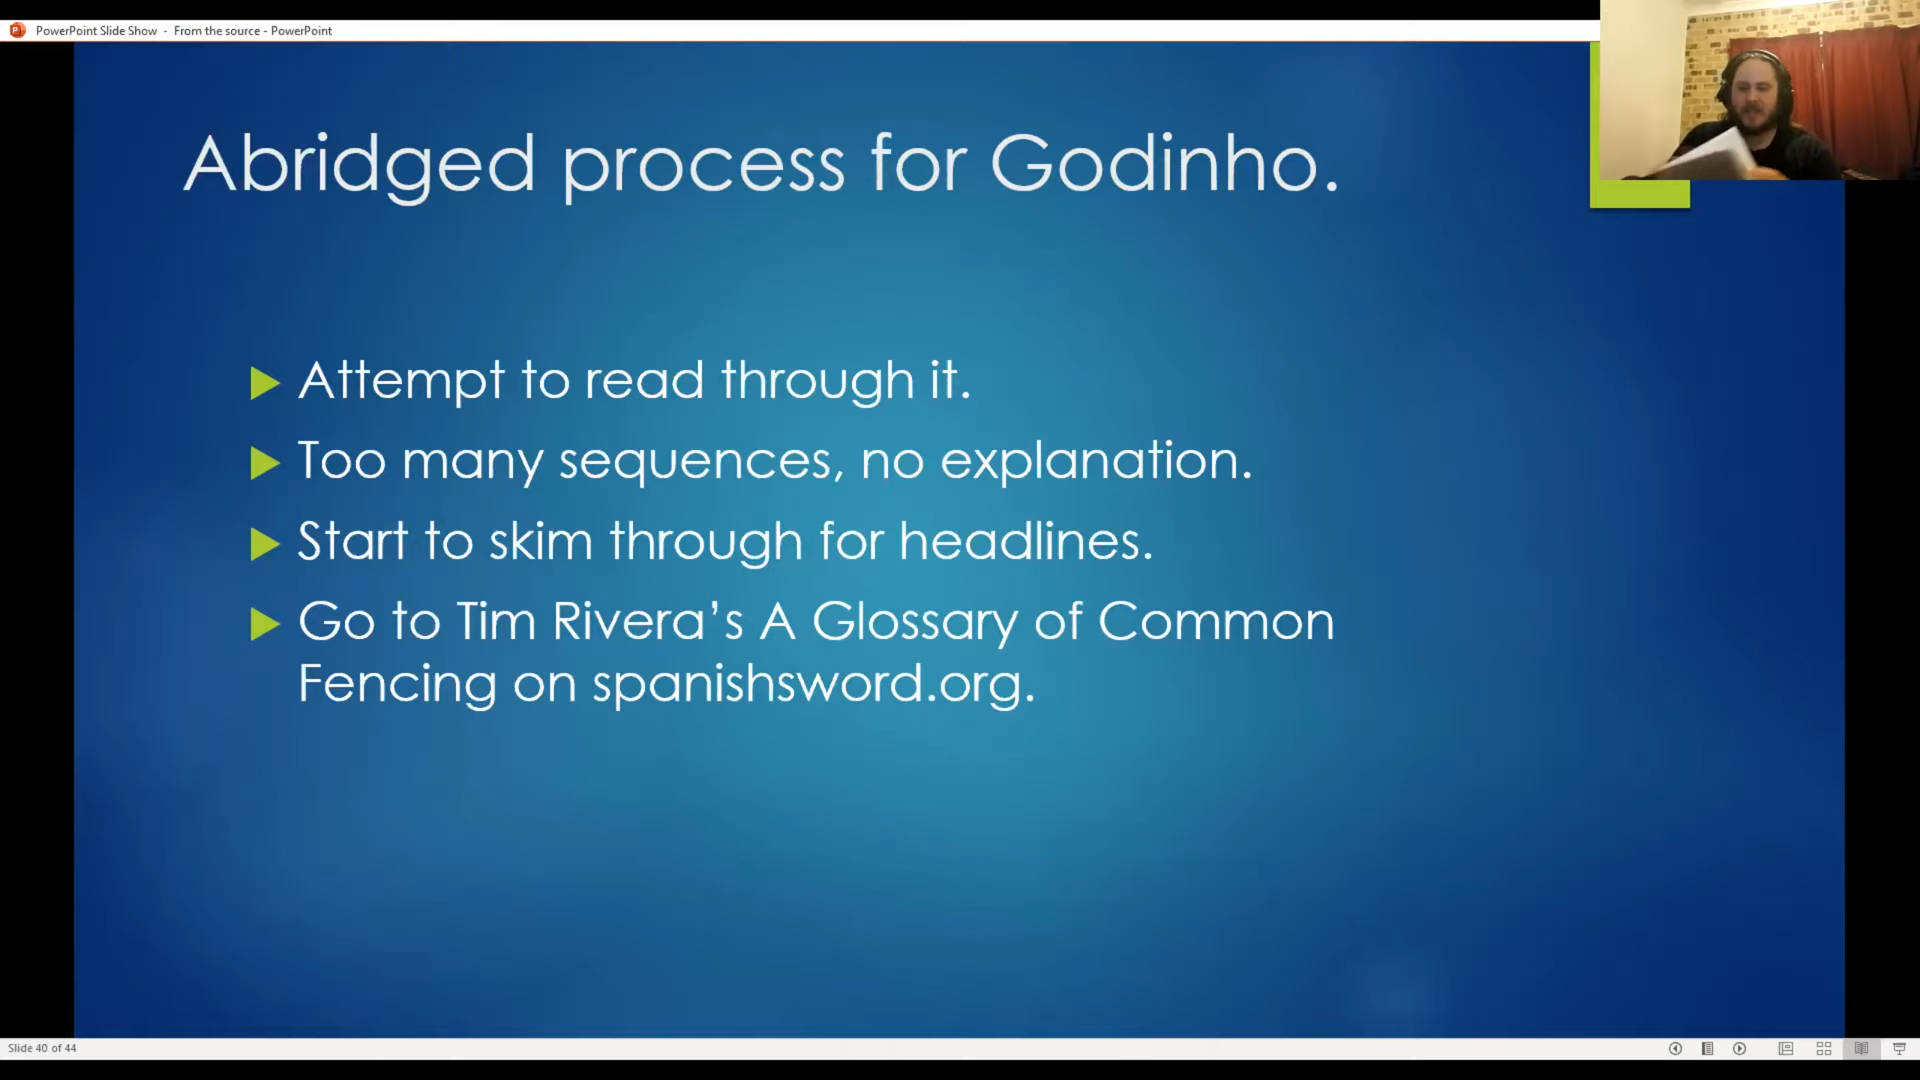 PowerPoint Slide Show - From the source - PowerPoint
Abridged process for Godinho.
Attempt to read through it.
Too many sequences, no explanation.
Start to skim through for headlines.
Go to Tim Rivera’s A Glossary of Common
Fencing on spanishsword.org.
Slide 40 of 44